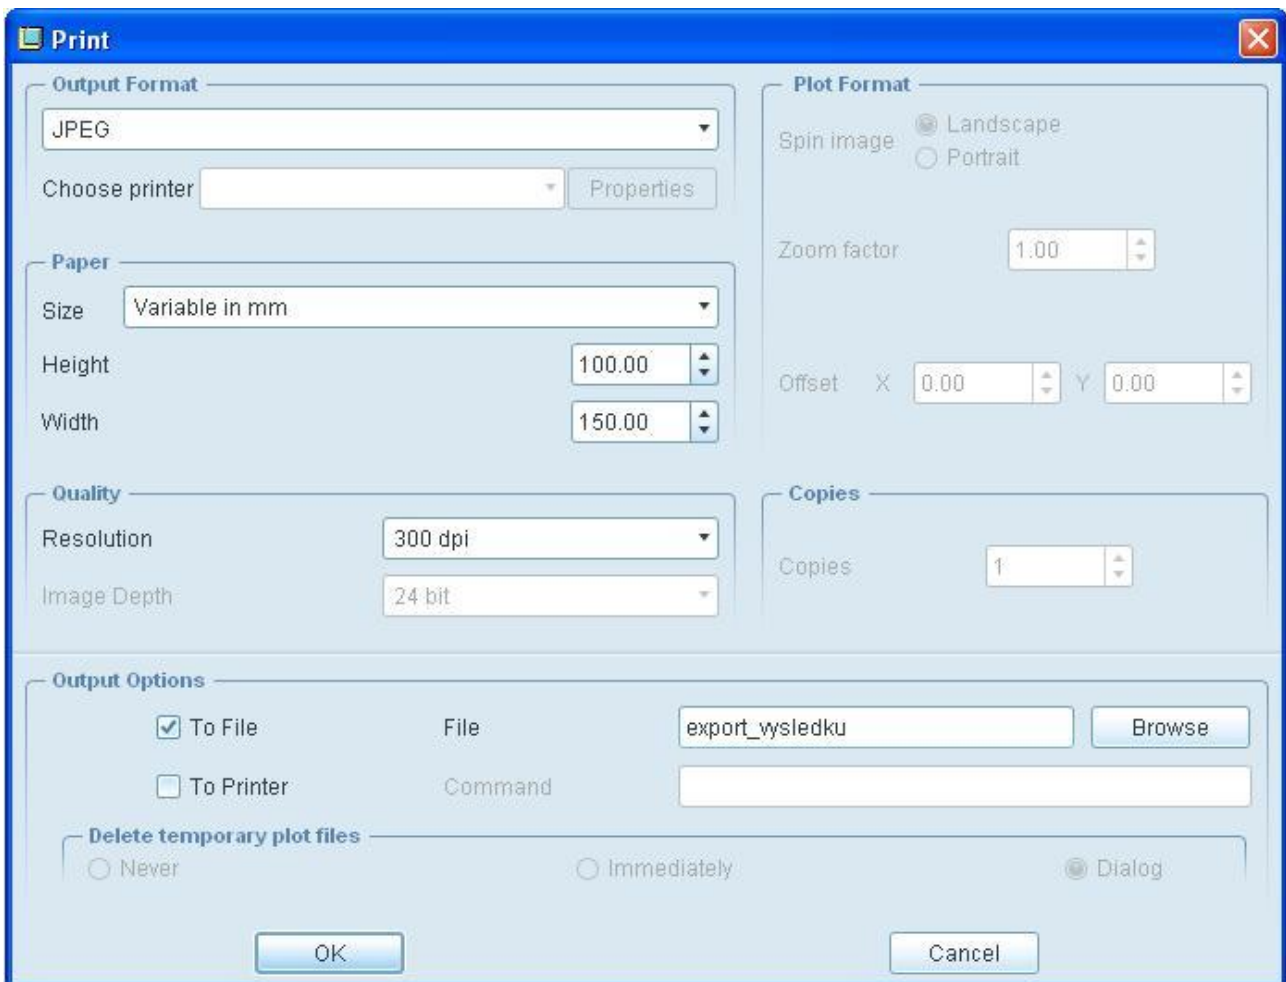 Print
Output Format
JPEG
Choose printer
Properties
Paper
Size Variable in mm
Height 100.00
Width 150.00
Quality
Resolution 300 dpi
Image Depth 24 bit
Plot Format
Spin image
Landscape
Portrait
Zoom factor 1.00
Offset X 0.00 Y 0.00
Copies
Copies 1
Output Options
To File File export_vysledku Browse
To Printer Command
Delete temporary plot files
Never Immediately Dialog
OK Cancel